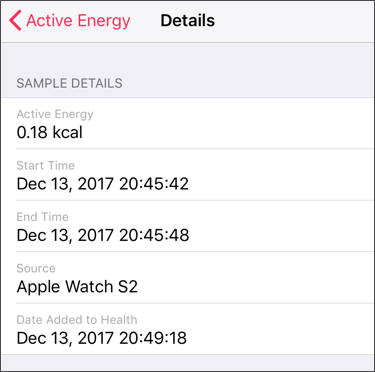 Active Energy Details
SAMPLE DETAILS
Active Energy
0.18 kcal
Start Time
Dec 13, 2017 20:45:42
End Time
Dec 13, 2017 20:45:48
Source
Apple Watch S2
Date Added to Health
Dec 13, 2017 20:49:18